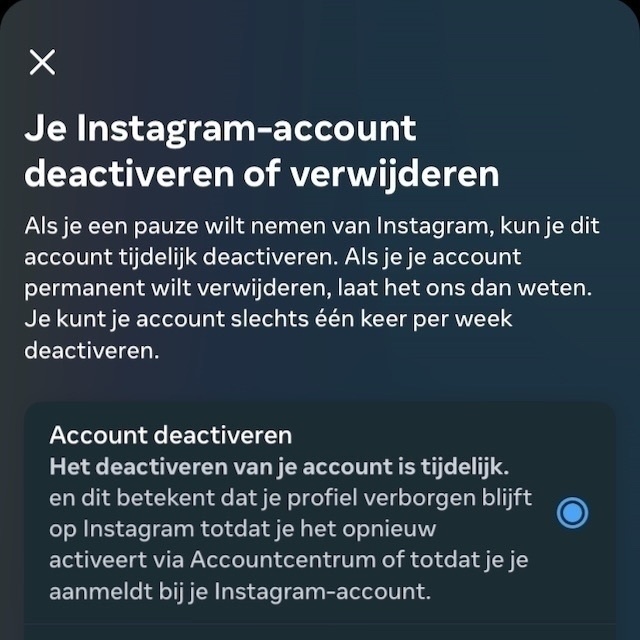 Je Instagram-account
deactiveren of verwijderen
Als je een pauze wilt nemen van Instagram, kun je dit
account tijdelijk deactiveren. Als je je account
permanent wilt verwijderen, laat het ons dan weten.
Je kunt je account slechts één keer per week
deactiveren.
Account deactiveren
Het deactiveren van je account is tijdelijk.
en dit betekent dat je profiel verborgen blijft
op Instagram totdat je het opnieuw
activeert via Accountcentrum of totdat je je
aanmeldt bij je Instagram-account.